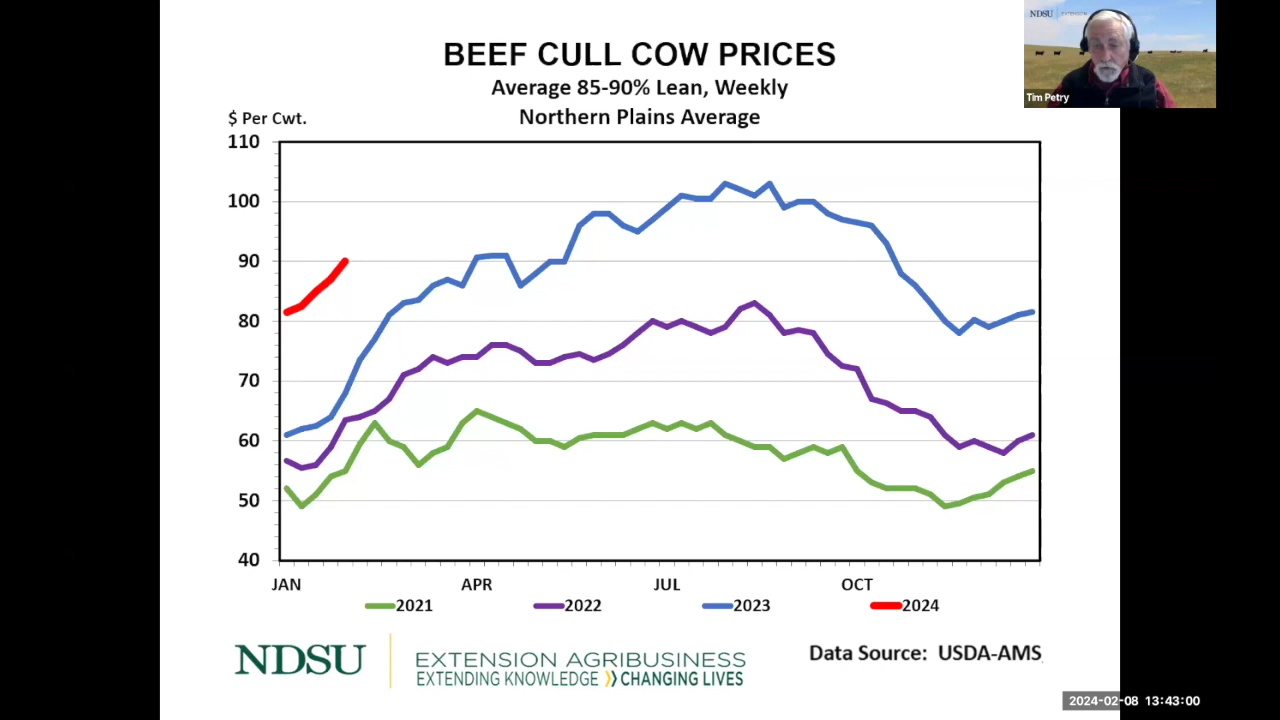 BEEF CULL COW PRICES
Average 85-90% Lean, Weekly
Northern Plains Average
$ Per Cwt.
110
100
90
80
70
60
50
40
JAN APR JUL OCT
2021 2022 2023 2024
NDSU EXTENSION AGRIBUSINESS
EXTENDING KNOWLEDGE CHANGING LIVES
Data Source: USDA-AMS
NDSU EXTENSION
Tim Petry
2024-02-08 13:43:00